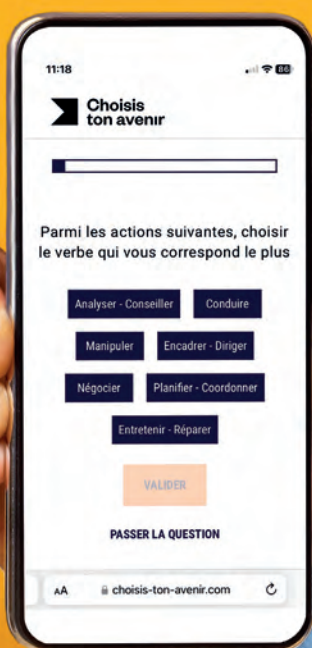 11:18
86
Choisis
ton avenir
Parmi les actions suivantes, choisir
le verbe qui vous correspond le plus
Analyser - Conseiller Conduire
Manipuler Encadrer - Diriger
Négocier Planifier - Coordonner
Entretenir - Réparer
VALIDER
PASSER LA QUESTION
AA choisis-ton-avenir.com